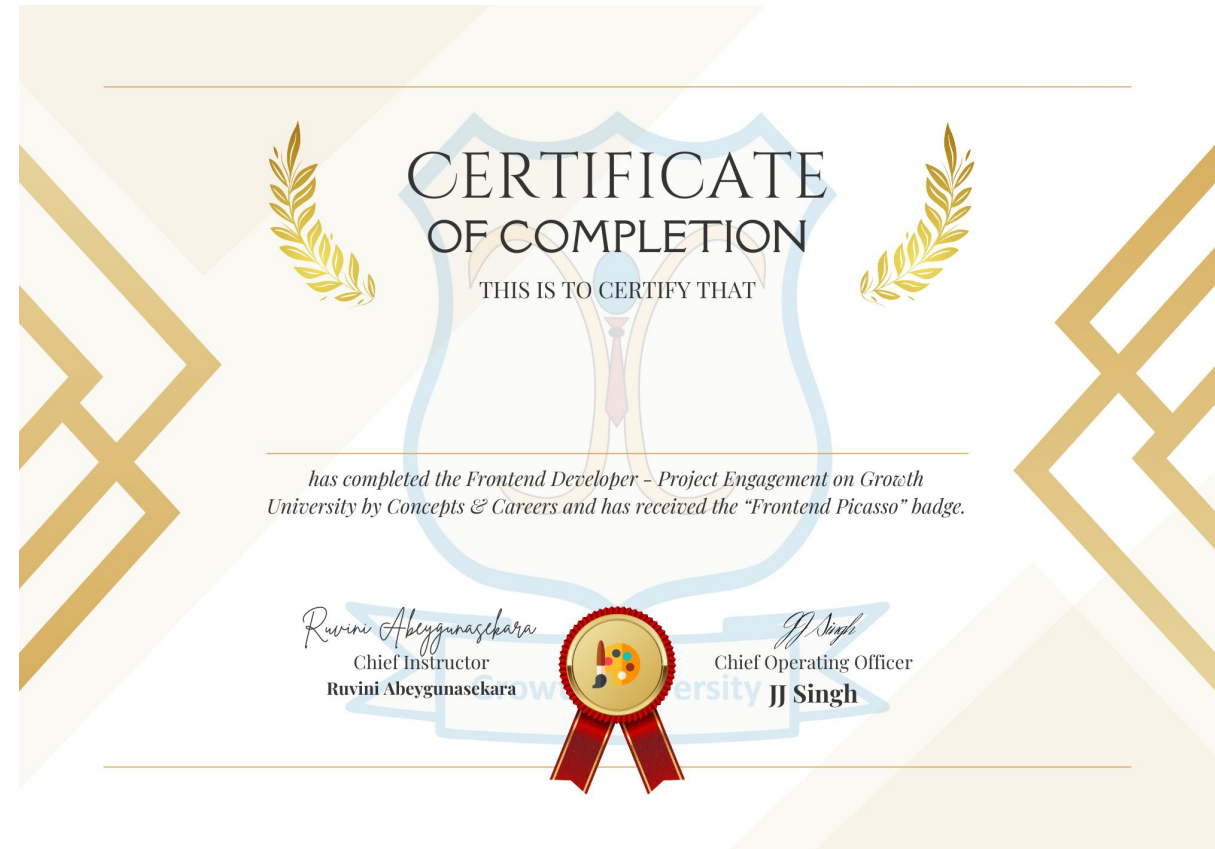 CERTIFICATE
OF COMPLETION
THIS IS TO CERTIFY THAT
has completed the Frontend Developer - Project Engagement on Growth
University by Concepts & Careers and has received the “Frontend Picasso” badge.
Ruvini Abeygunasekara
Chief Instructor
Ruvini Abeygunasekara
JJ Singh
Chief Operating Officer
JJ Singh